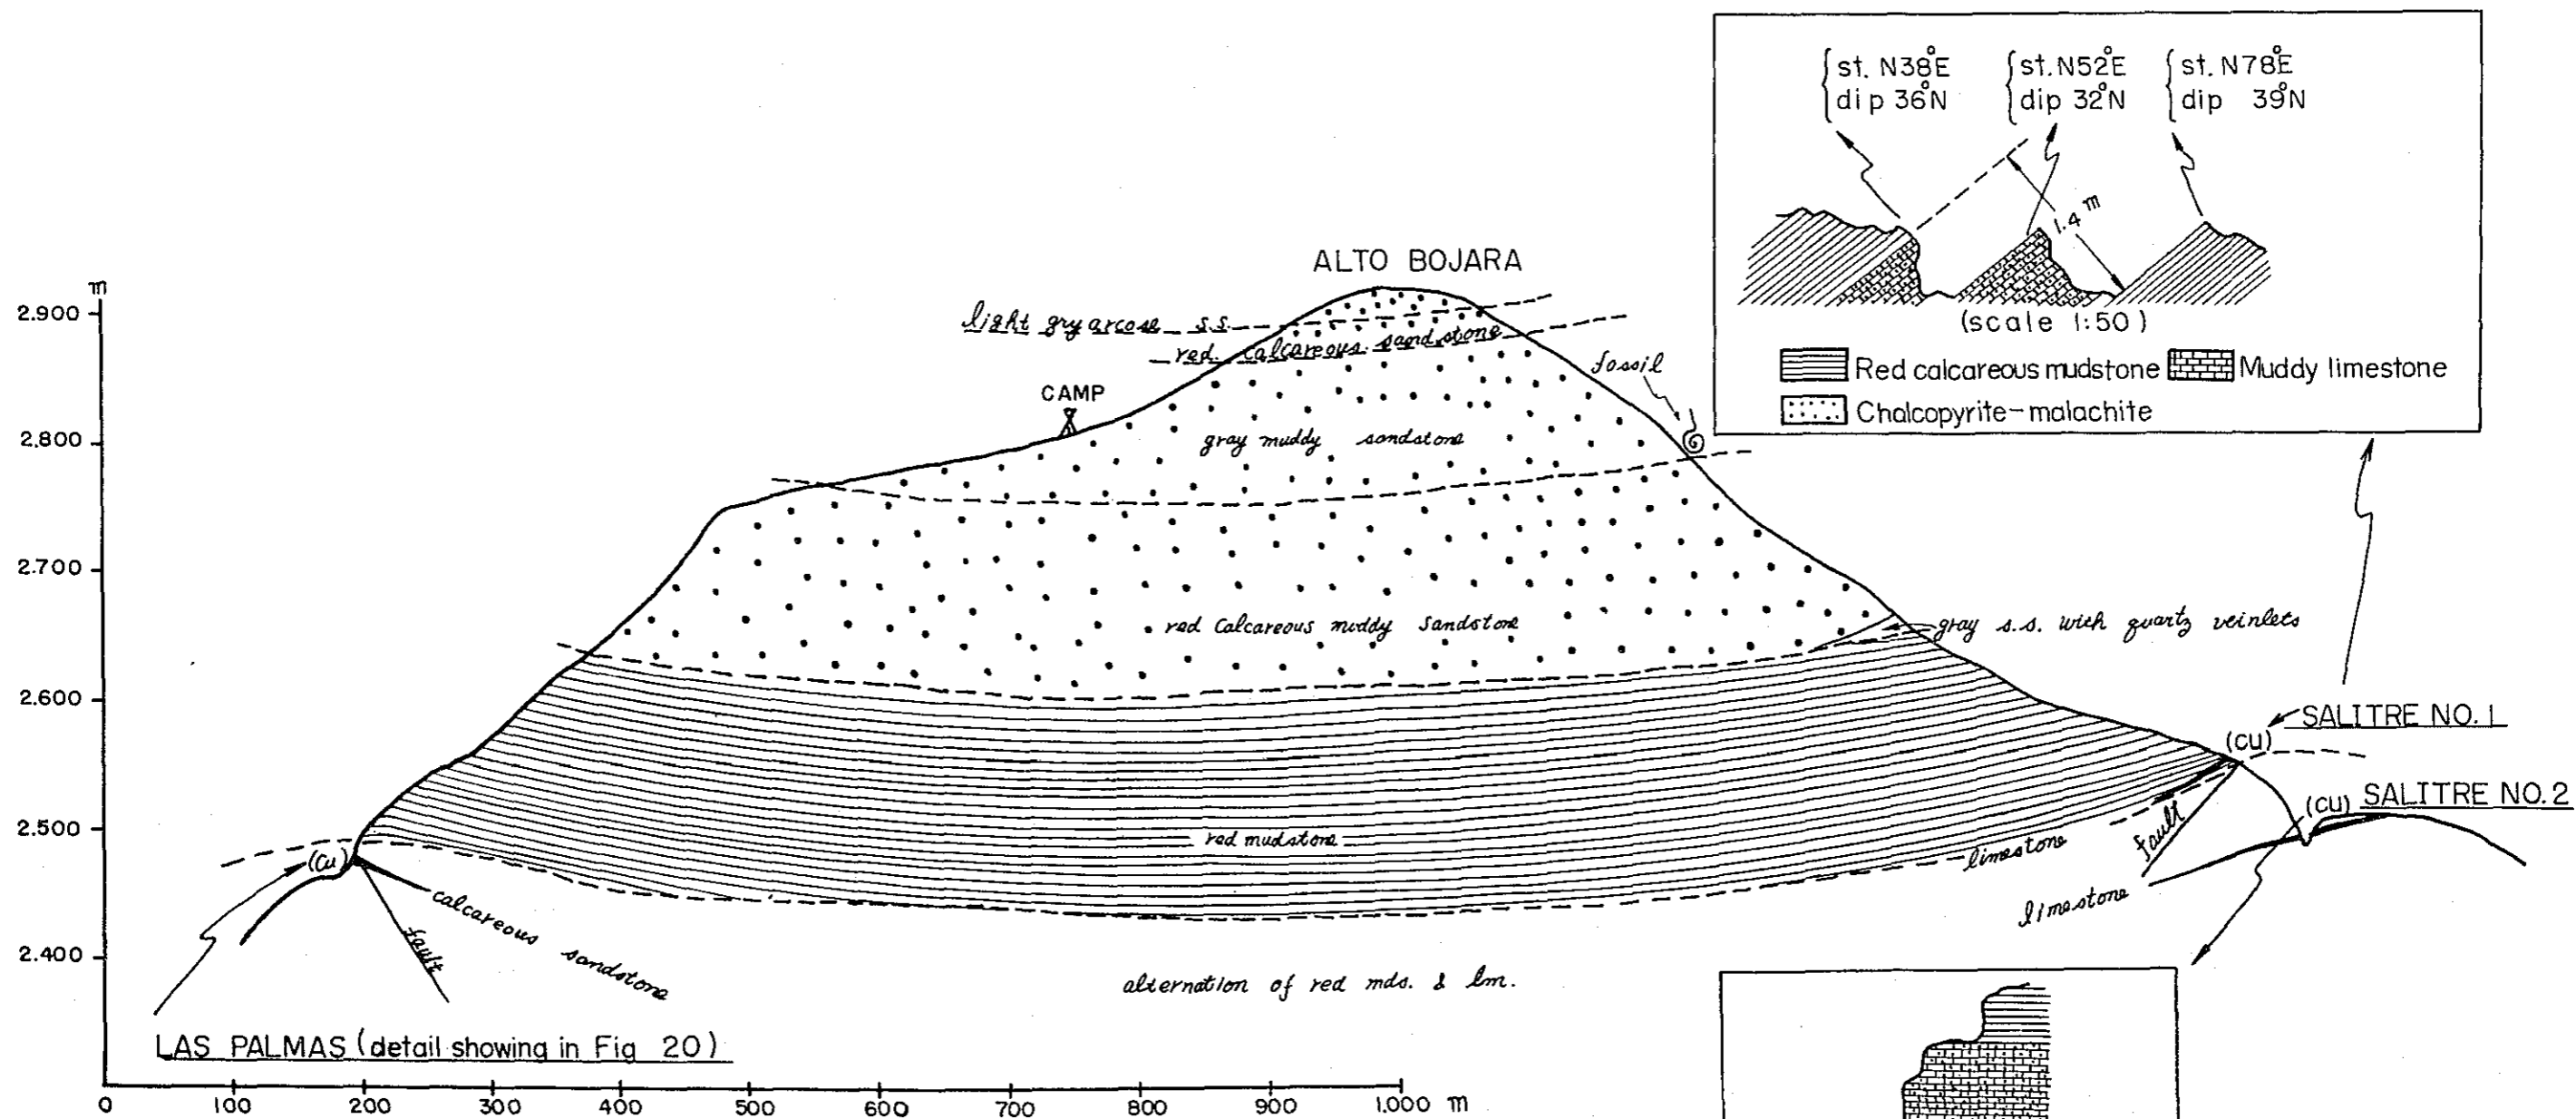 st. N38°E
dip 36°N
st. N52°E
dip 32°N
st. N78°E
dip 39°N
1.4 m
(scale 1:50)
Red calcareous mudstone
Muddy limestone
Chalcopyrite-malachite
ALTO BOJARA
m
2.900
light gry arcose s.s.
red. calcareous sandstone
fossil
CAMP
2.800
gray muddy sandstone
2.700
red Calcareous muddy Sandstone
gray s.s. with quartz veinlets
2.600
SALITRE NO. 1
(CU)
(CU) SALITRE NO. 2
2.500
red mudstone
limestone
fault
(Cu)
calcareous sandstone
limestone
fault
2.400
alternation of red mds. & lm.
LAS PALMAS (detail showing in Fig 20)
0 100 200 300 400 500 600 700 800 900 1.000 m